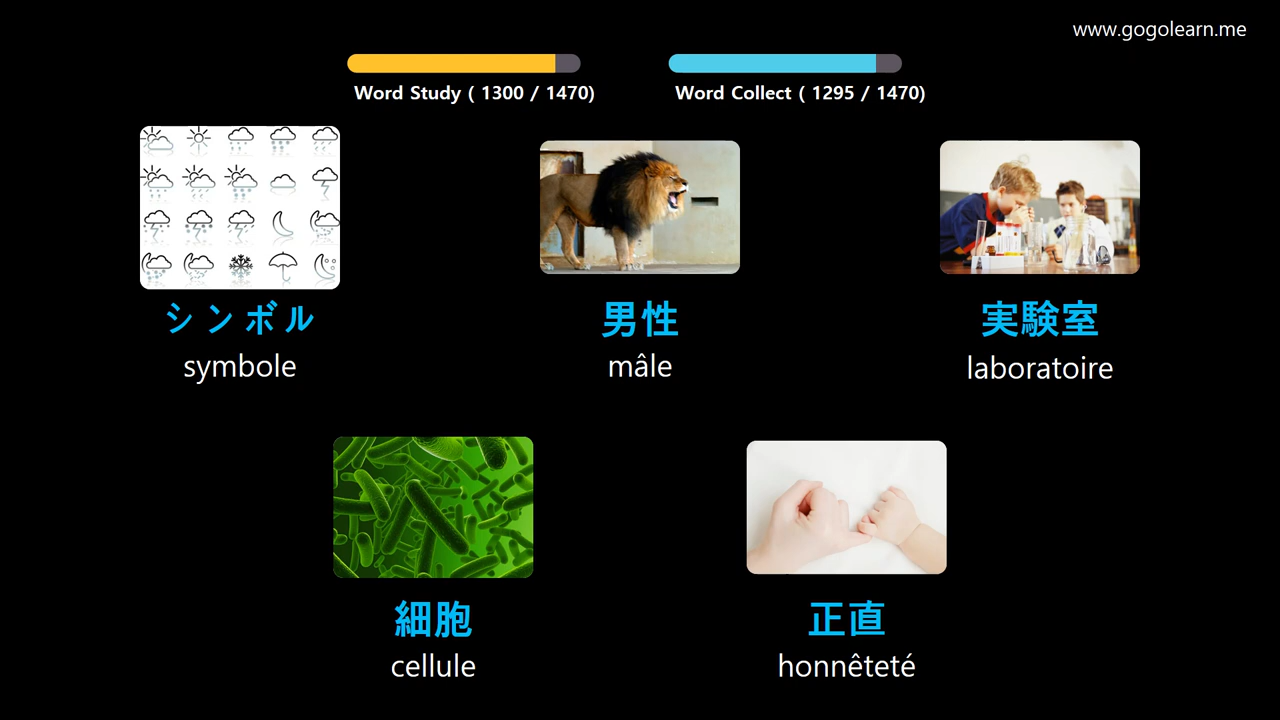 www.gogolearn.me
Word Study ( 1300 / 1470)
Word Collect ( 1295 / 1470)
シンボル
symbole
男性
mâle
実験室
laboratoire
細胞
cellule
正直
honnêteté